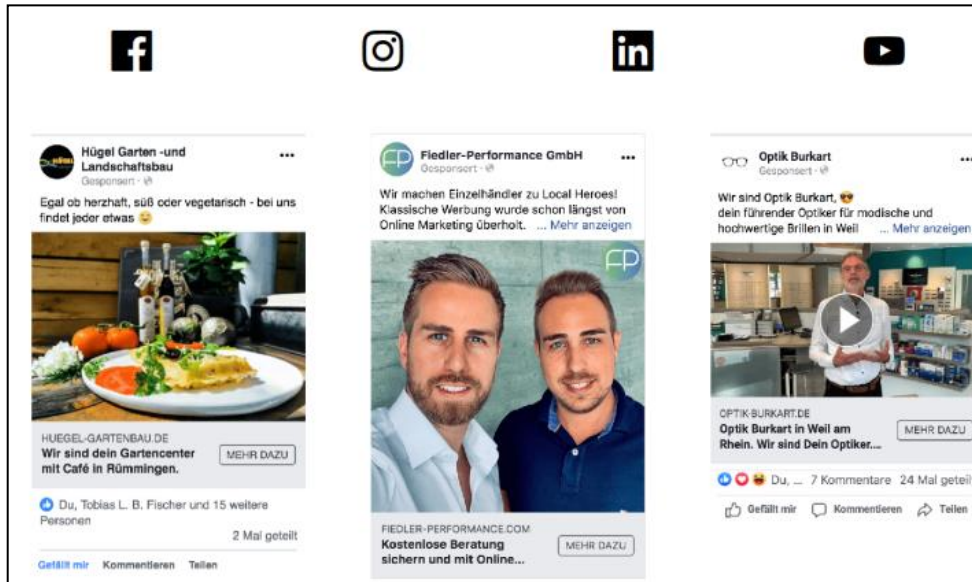 Hügel Garten -und
Landschaftsbau
Gesponsert
Egal ob herzhaft, süß oder vegetarisch - bei uns
findet jeder etwas 😉
HUEGEL-GARTENBAU.DE
Wir sind dein Gartencenter
mit Café in Rümmingen.
MEHR DAZU
Du, Tobias L. B. Fischer und 15 weitere
Personen
2 Mal geteilt
Gefällt mir Kommentieren Teilen
FP
Fiedler-Performance GmbH
Gesponsert
Wir machen Einzelhändler zu Local Heroes!
Klassische Werbung wurde schon längst von
Online Marketing überholt. ... Mehr anzeigen
FP
FIEDLER-PERFORMANCE.COM
Kostenlose Beratung
sichern und mit Online...
MEHR DAZU
Optik Burkart
Gesponsert
Wir sind Optik Burkart, 😎
dein führender Optiker für modische und
hochwertige Brillen in Weil ... Mehr anzeigen
OPTIK-BURKART.DE
Optik Burkart in Weil am
Rhein. Wir sind Dein Optiker....
MEHR DAZU
Du, ... 7 Kommentare 24 Mal geteilt
Gefällt mir Kommentieren Teilen